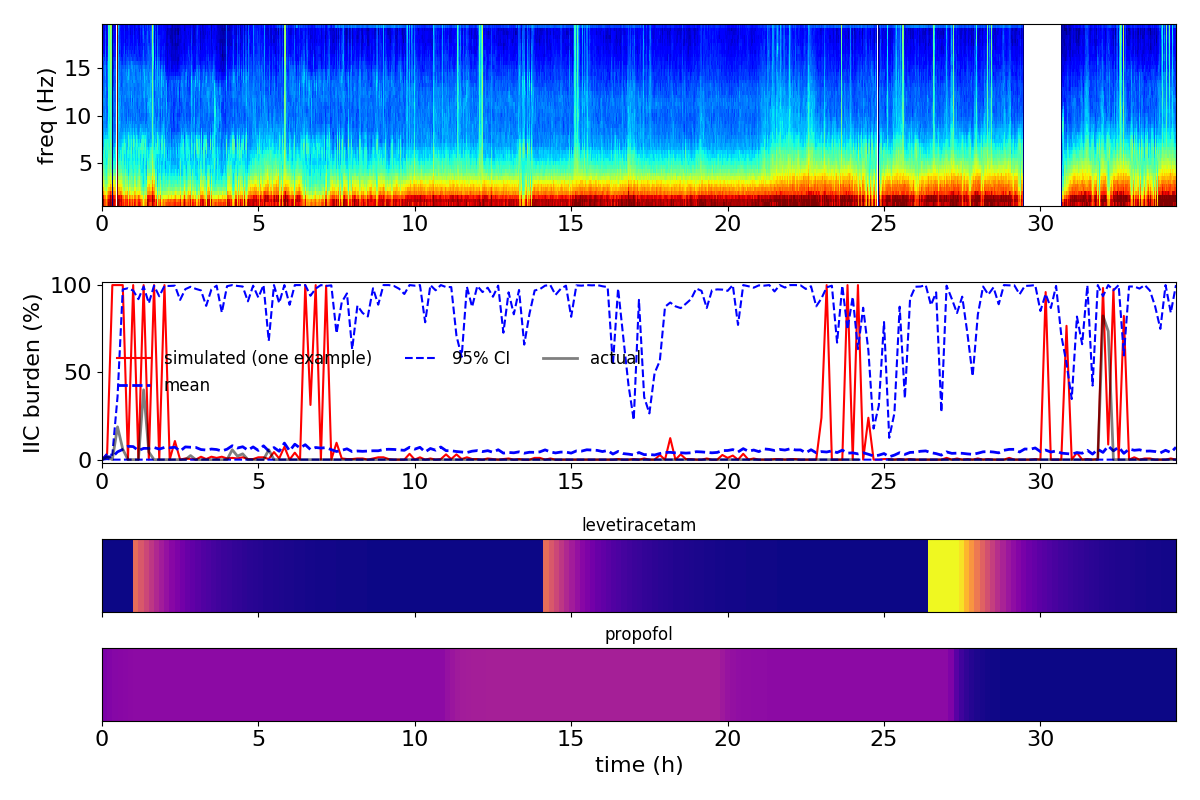 freq (Hz)
15
10
5
0 5 10 15 20 25 30
IIC burden (%)
100
50
0
simulated (one example) 95% CI actual
mean
0 5 10 15 20 25 30
levetiracetam
propofol
0 5 10 15 20 25 30
time (h)